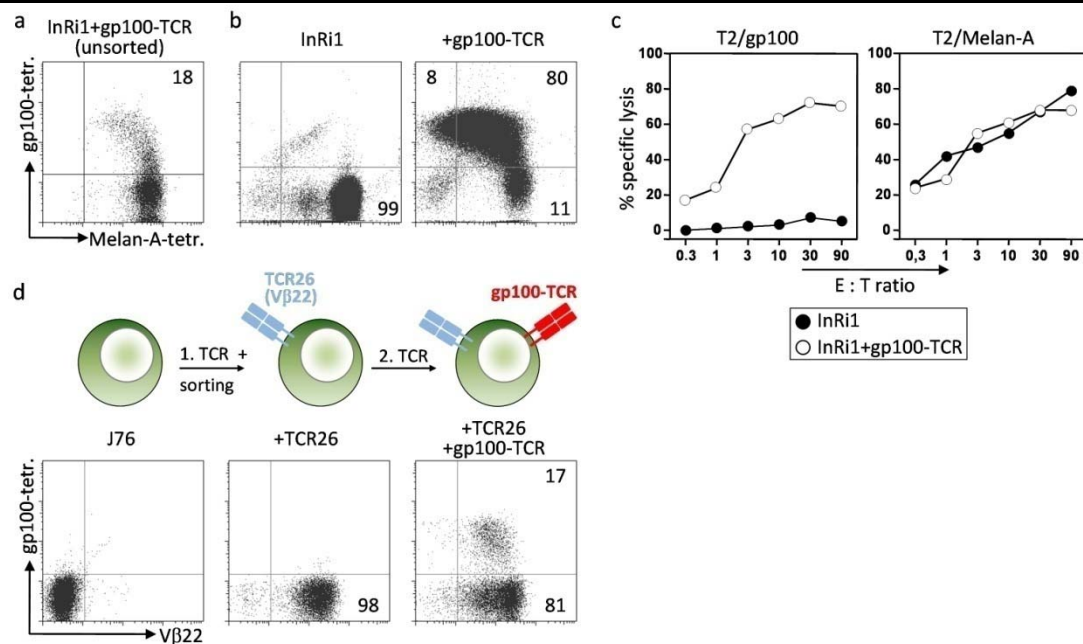 a
InRi1+gp100-TCR
(unsorted)
18
gp100-tetr.
Melan-A-tetr.
b
InRi1
99
+gp100-TCR
8
80
11
c
T2/gp100
T2/Melan-A
% specific lysis
100
80
60
40
20
0
0.3
1
3
10
30
90
100
80
60
40
20
0
0,3
1
3
10
30
90
E : T ratio
InRi1
InRi1+gp100-TCR
d
TCR26
(Vβ22)
gp100-TCR
1. TCR +
sorting
2. TCR
J76
+TCR26
+TCR26
+gp100-TCR
gp100-tetr.
Vβ22
98
17
81